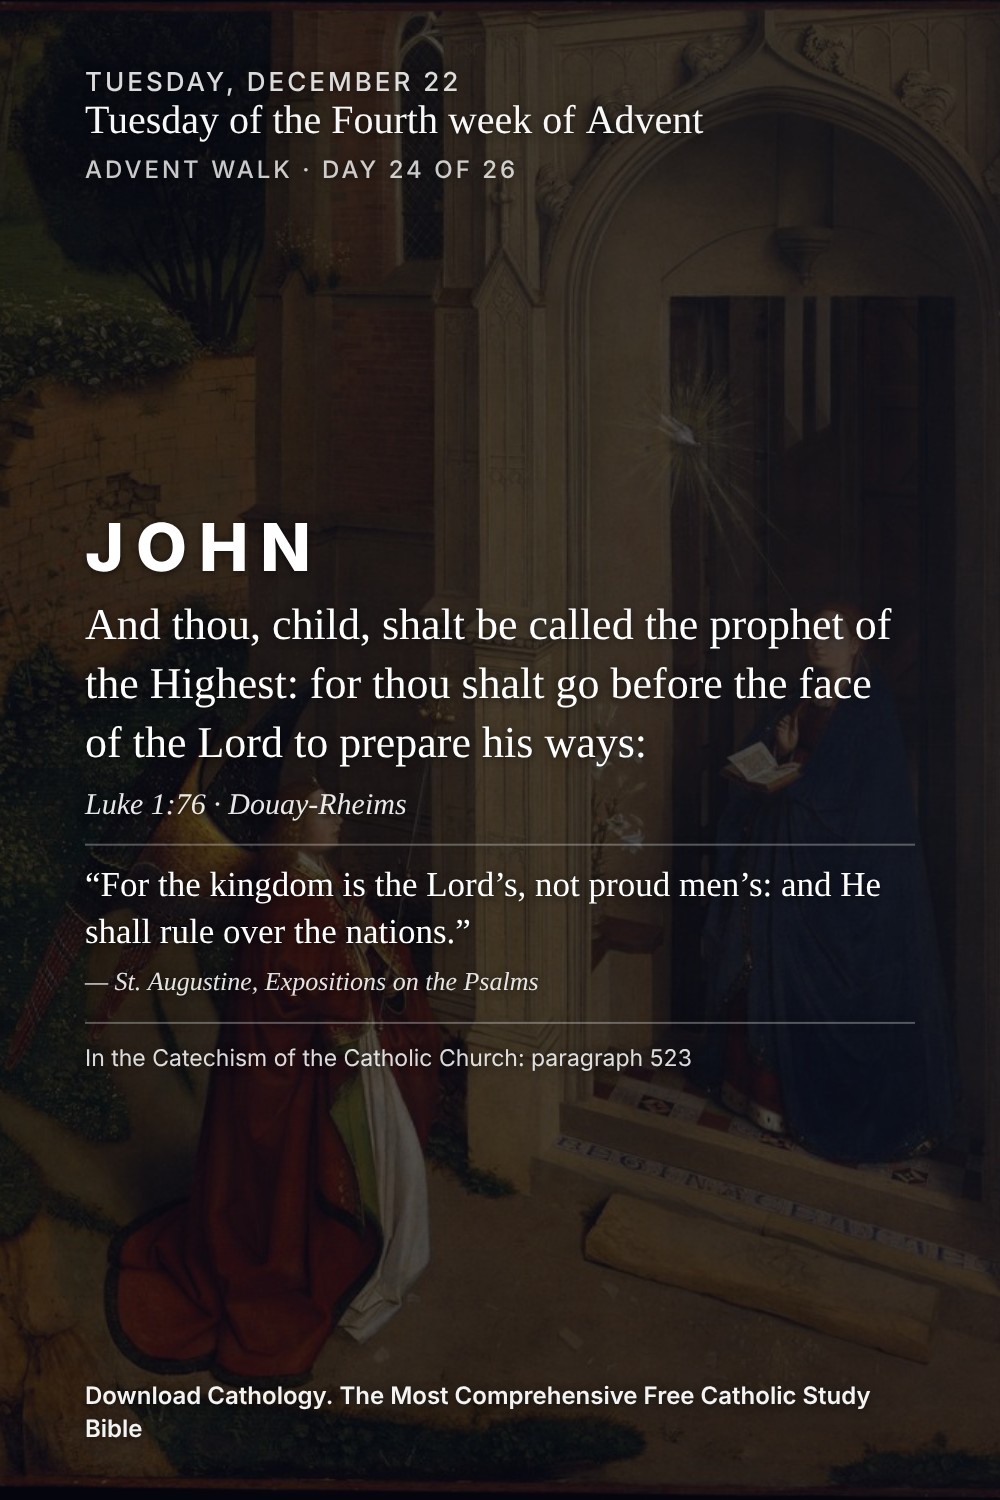 TUESDAY, DECEMBER 22
Tuesday of the Fourth week of Advent
ADVENT WALK · DAY 24 OF 26
JOHN
And thou, child, shalt be called the prophet of
the Highest: for thou shalt go before the face
of the Lord to prepare his ways:
Luke 1:76 · Douay-Rheims
“For the kingdom is the Lord’s, not proud men’s: and He
shall rule over the nations.”
— St. Augustine, Expositions on the Psalms
In the Catechism of the Catholic Church: paragraph 523
Download Cathology. The Most Comprehensive Free Catholic Study
Bible